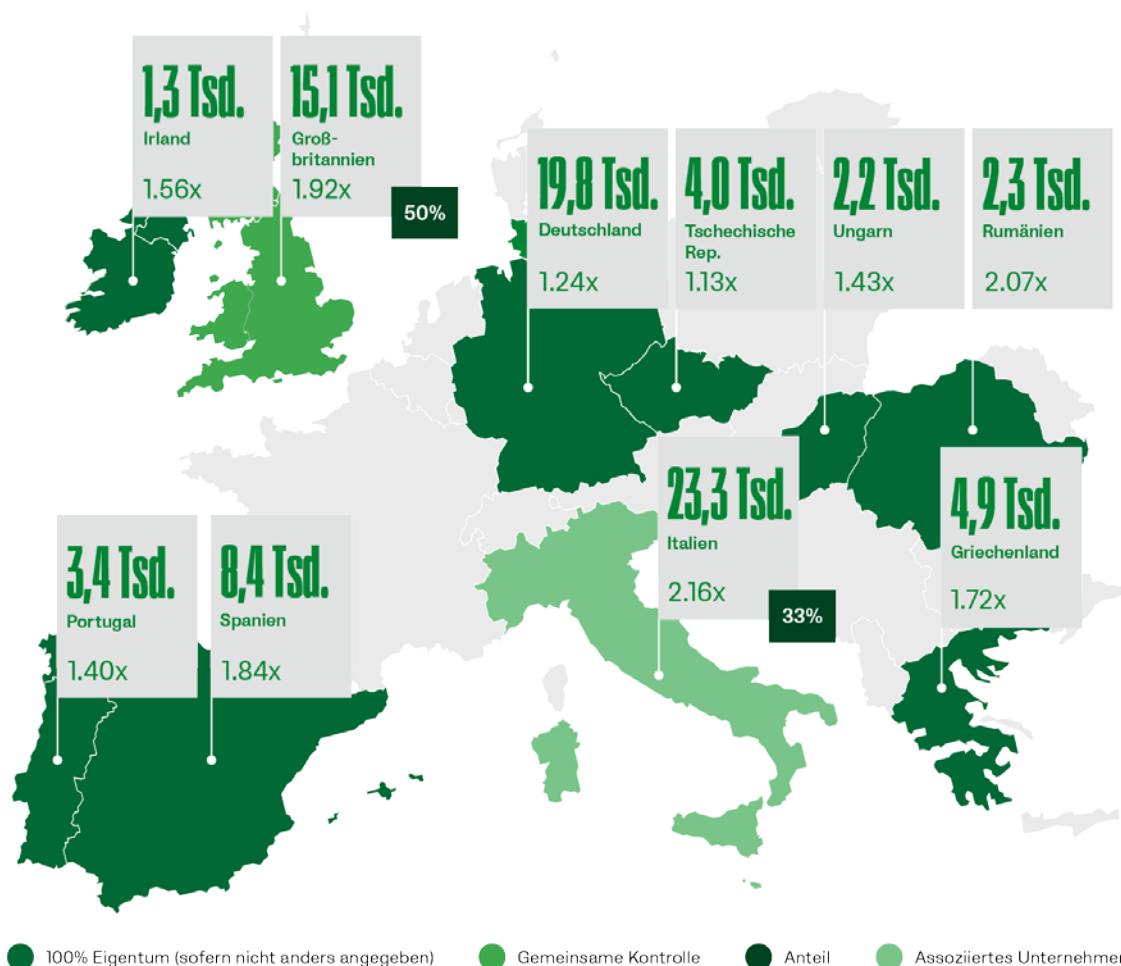 1,3 Tsd.
Irland
1.56x
15,1 Tsd.
Groß-
britannien
1.92x
50%
19,8 Tsd.
Deutschland
1.24x
4,0 Tsd.
Tschechische
Rep.
1.13x
2,2 Tsd.
Ungarn
1.43x
2,3 Tsd.
Rumänien
2.07x
23,3 Tsd.
Italien
2.16x
33%
4,9 Tsd.
Griechenland
1.72x
3,4 Tsd.
Portugal
1.40x
8,4 Tsd.
Spanien
1.84x
100% Eigentum (sofern nicht anders angegeben)
Gemeinsame Kontrolle
Anteil
Assoziiertes Unternehmen